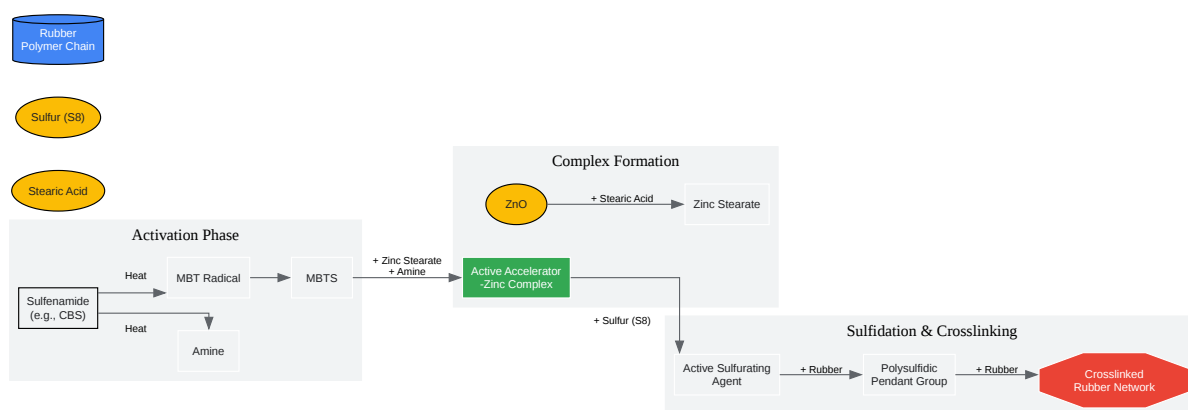 Rubber
Polymer Chain
Sulfur (S8)
Stearic Acid
Activation Phase
Heat
MBT Radical
MBTS
Sulfenamide
(e.g., CBS)
Heat
Amine
+ Zinc Stearate
+ Amine
Complex Formation
ZnO
+ Stearic Acid
Zinc Stearate
Active Accelerator
-Zinc Complex
+ Sulfur (S8)
Sulfidation & Crosslinking
Active Sulfurating
Agent
+ Rubber
Polysulfidic
Pendant Group
+ Rubber
Crosslinked
Rubber Network